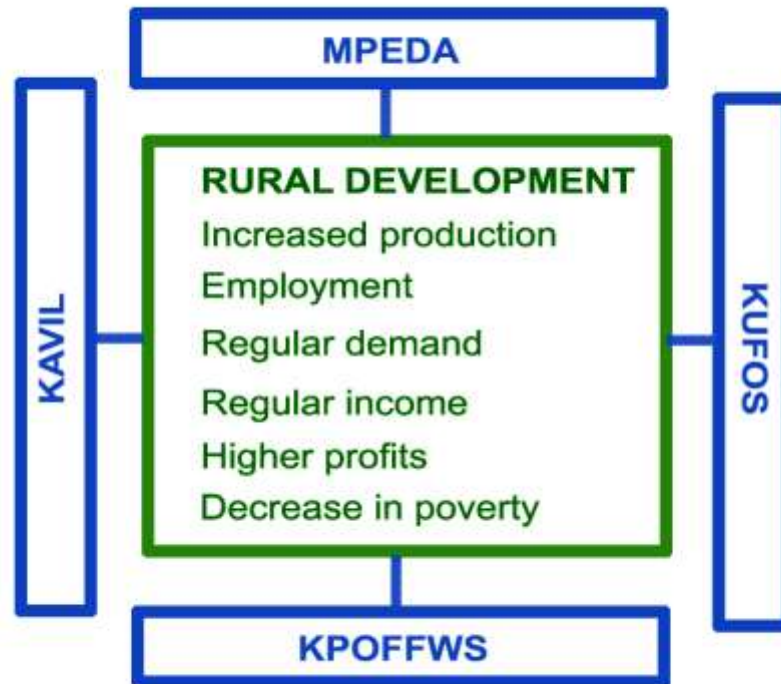 MPEDA
KAVIL
RURAL DEVELOPMENT
Increased production
Employment
Regular demand
Regular income
Higher profits
Decrease in poverty
KUFOS
KPOFFWS